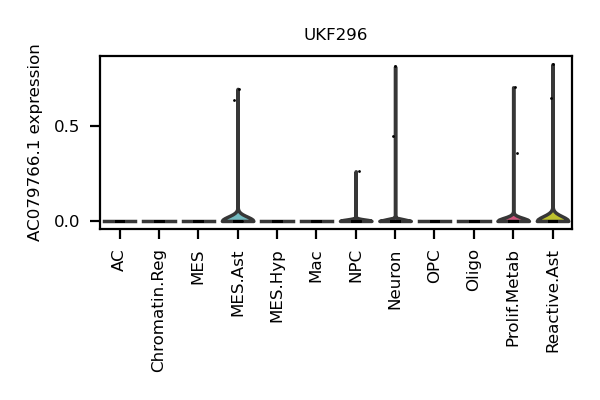 UKF296
AC079766.1 expression
0.5
0.0
AC
Chromatin.Reg
MES
MES.Ast
MES.Hyp
Mac
NPC
Neuron
OPC
Oligo
Prolif.Metab
Reactive.Ast